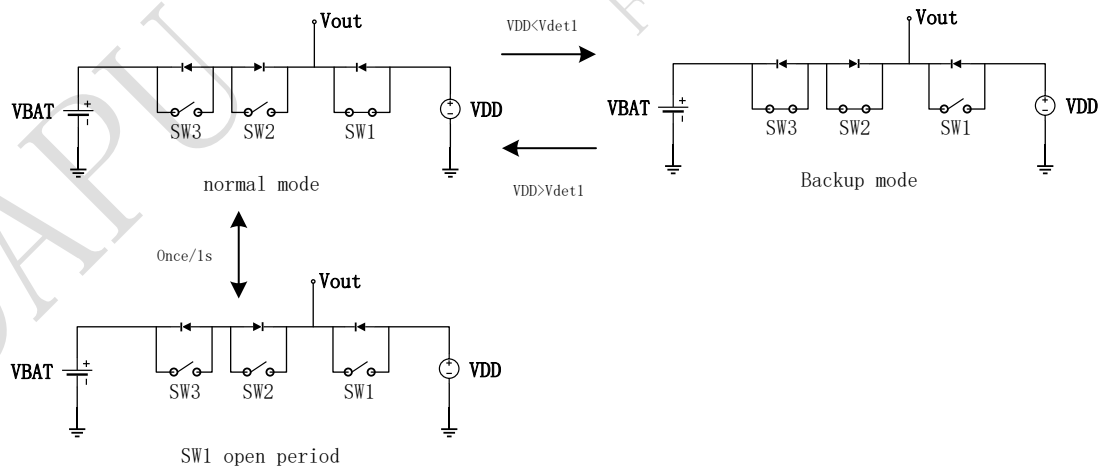 Vout
VDD<Vdet1
Vout
VBAT
+
-
SW3
SW2
SW1
+
-
VDD
VBAT
+
-
SW3
SW2
SW1
+
-
VDD
normal mode
VDD>Vdet1
Backup mode
Once/1s
Vout
VBAT
+
-
SW3
SW2
SW1
+
-
VDD
SW1 open period
DAPU